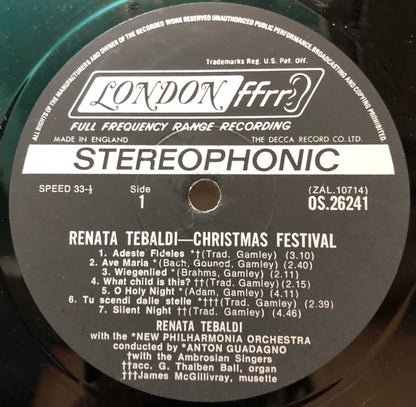 ALL RIGHTS OF THE MANUFACTURERS AND OWNER OF THE RECORDED WORK RESERVED UNAUTHORIZED PUBLIC PERFORMANCE, BROADCASTING AND COPYING PROHIBITED.
Trademarks Reg. U.S. Pat. Off.
LONDON ffrr
FULL FREQUENCY RANGE RECORDING
MADE IN ENGLAND THE DECCA RECORD CO. LTD.
STEREOPHONIC
SPEED 33-⅓ Side (ZAL.10714)
1 OS.26241
RENATA TEBALDI—CHRISTMAS FESTIVAL
1. Adeste Fideles *†(Trad. Gamley) (3.10)
2. Ave Maria *(Bach, Gounod, Gamley) (2.40)
3. Wiegenlied *(Brahms, Gamley) (2.11)
4. What child is this? ††(Trad. Gamley)(2.15)
5. O Holy Night *(Adam, Gamley) (4.11)
6. Tu scendi dalle stelle *†††(Trad. Gamley) (2.39)
7. Silent Night ††(Trad. Gamley) (4.46)
RENATA TEBALDI
with the *NEW PHILHARMONIA ORCHESTRA
conducted by *ANTON GUADAGNO
†with the Ambrosian Singers
††acc. G. Thalben Ball, organ
†††James McGillivray, musette